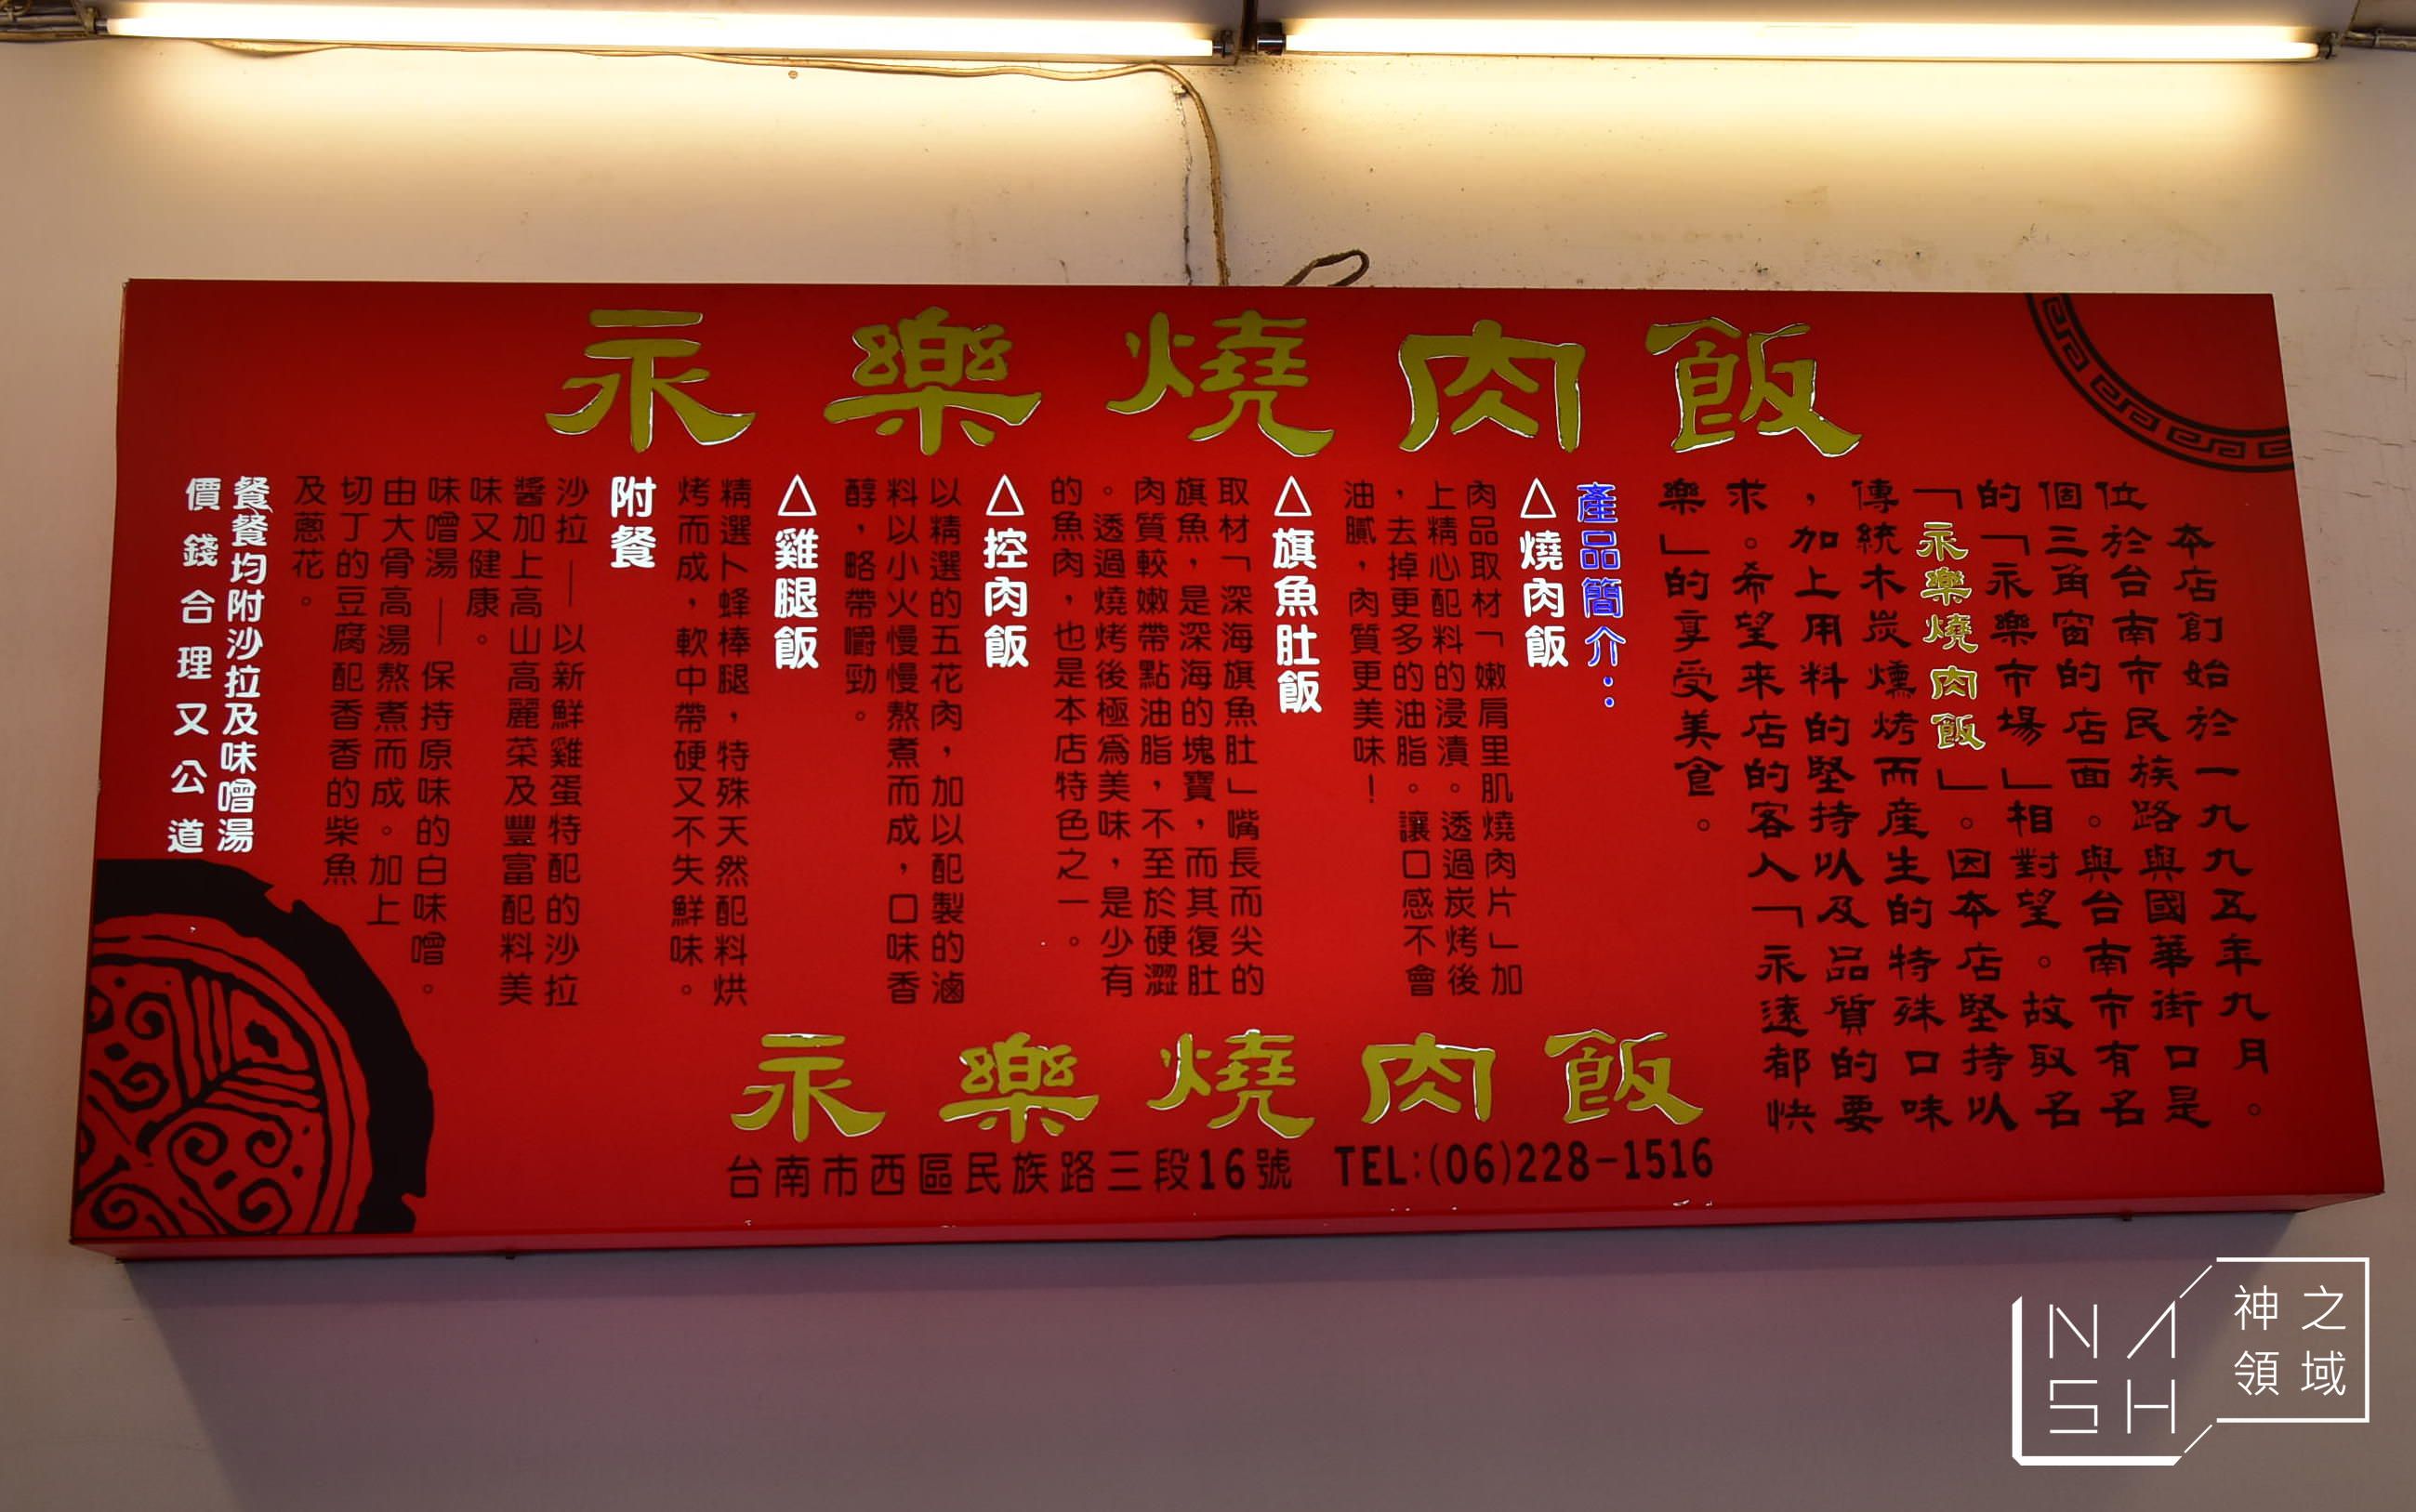 永樂燒肉飯
本店創始於一九九五年九月。
位於台南市民族路與國華街口是
個三角窗的店面。與台南市有名
的「永樂市場」相對望。故取名
「永樂燒肉飯」。因本店堅持以
傳統木炭燻烤而產生的特殊口味
，加上用料的堅持以及品質的要
求。希望來店的客人「永遠都快
樂」的享受美食。
產品簡介：
△燒肉飯
肉品取材「嫩肩里肌燒肉片」加
上精心配料的浸漬。透過炭烤後
，去掉更多的油脂。讓口感不會
油膩，肉質更美味！
△旗魚肚飯
取材「深海旗魚肚」嘴長而尖的
旗魚，是深海的塊寶，而其復肚
肉質較嫩帶點油脂，不至於硬澀
。透過燒烤後極為美味，是少有
的魚肉，也是本店特色之一。
△控肉飯
以精選的五花肉，加以配製的滷
料以小火慢慢熬煮而成，口味香
醇，略帶嚼勁。
△雞腿飯
精選卜蜂棒腿，特殊天然配料烘
烤而成，軟中帶硬又不失鮮味。
附餐
沙拉——以新鮮雞蛋特配的沙拉
醬加上高山高麗菜及豐富配料美
味又健康。
味噌湯——保持原味的白味噌。
由大骨高湯熬煮而成。加上
切丁的豆腐配香香的柴魚
及蔥花。
餐餐均附沙拉及味噌湯
價錢合理又公道
永樂燒肉飯
台南市西區民族路三段16號 TEL:(06)228-1516
NASH
神之領域